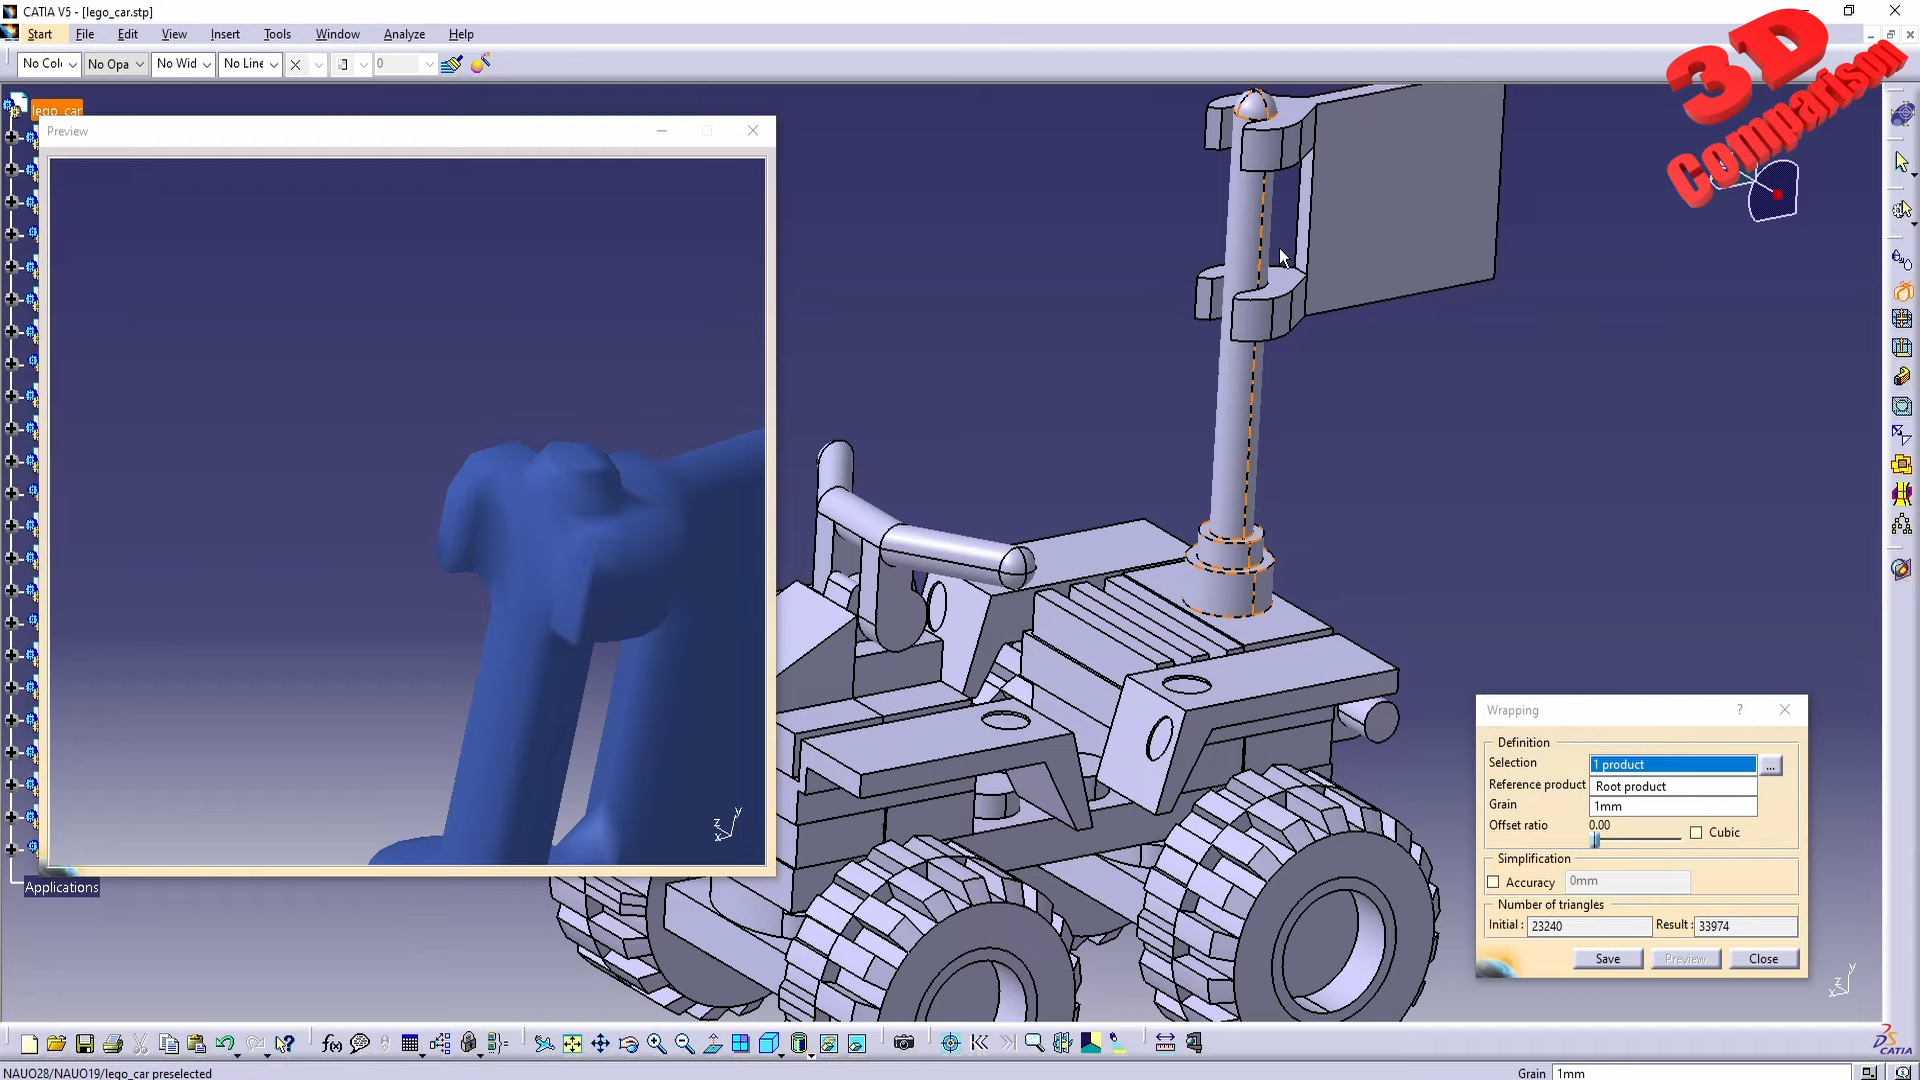 CATIA V5 - [lego_car.stp]
Start File Edit View Insert Tools Window Analyze Help
No Col No Opa No Wid No Line 0
3D
Comparison
lego_car
Preview
z y x
Applications
Wrapping ?
Definition
Selection 1 product ...
Reference product Root product
Grain 1mm
Offset ratio 0.00 Cubic
Simplification
Accuracy 0mm
Number of triangles
Initial : 23240 Result : 33974
Save Preview Close
z y x
f(x)
CATIA
NAUO28/NAUO19/lego_car preselected Grain 1mm